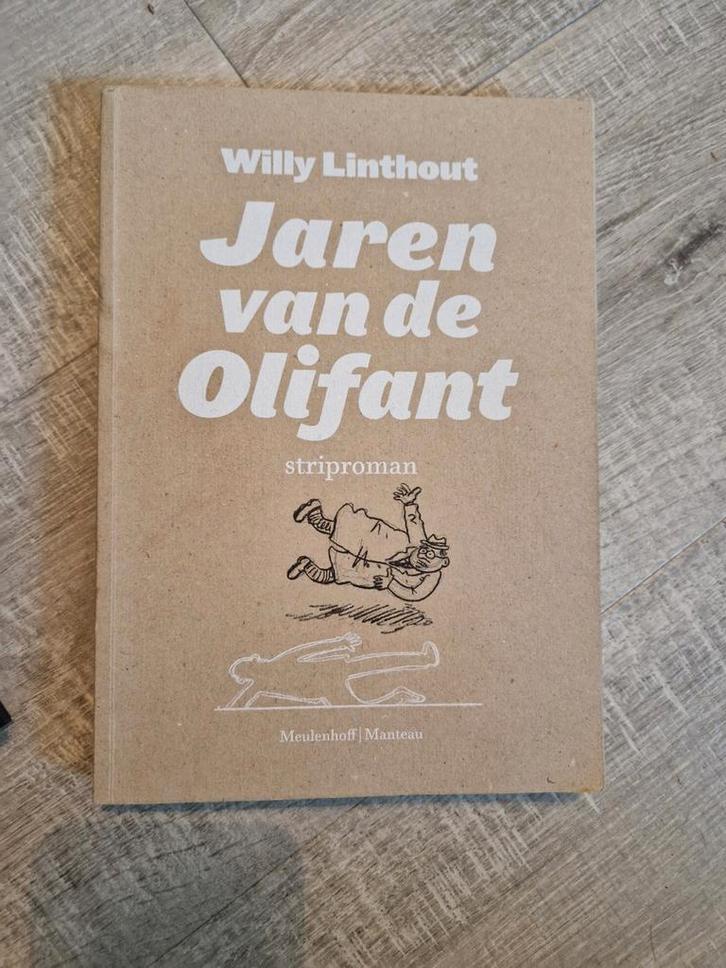 Willy Linthout
Jaren
van de
Olifant
striproman
Meulenhoff | Manteau